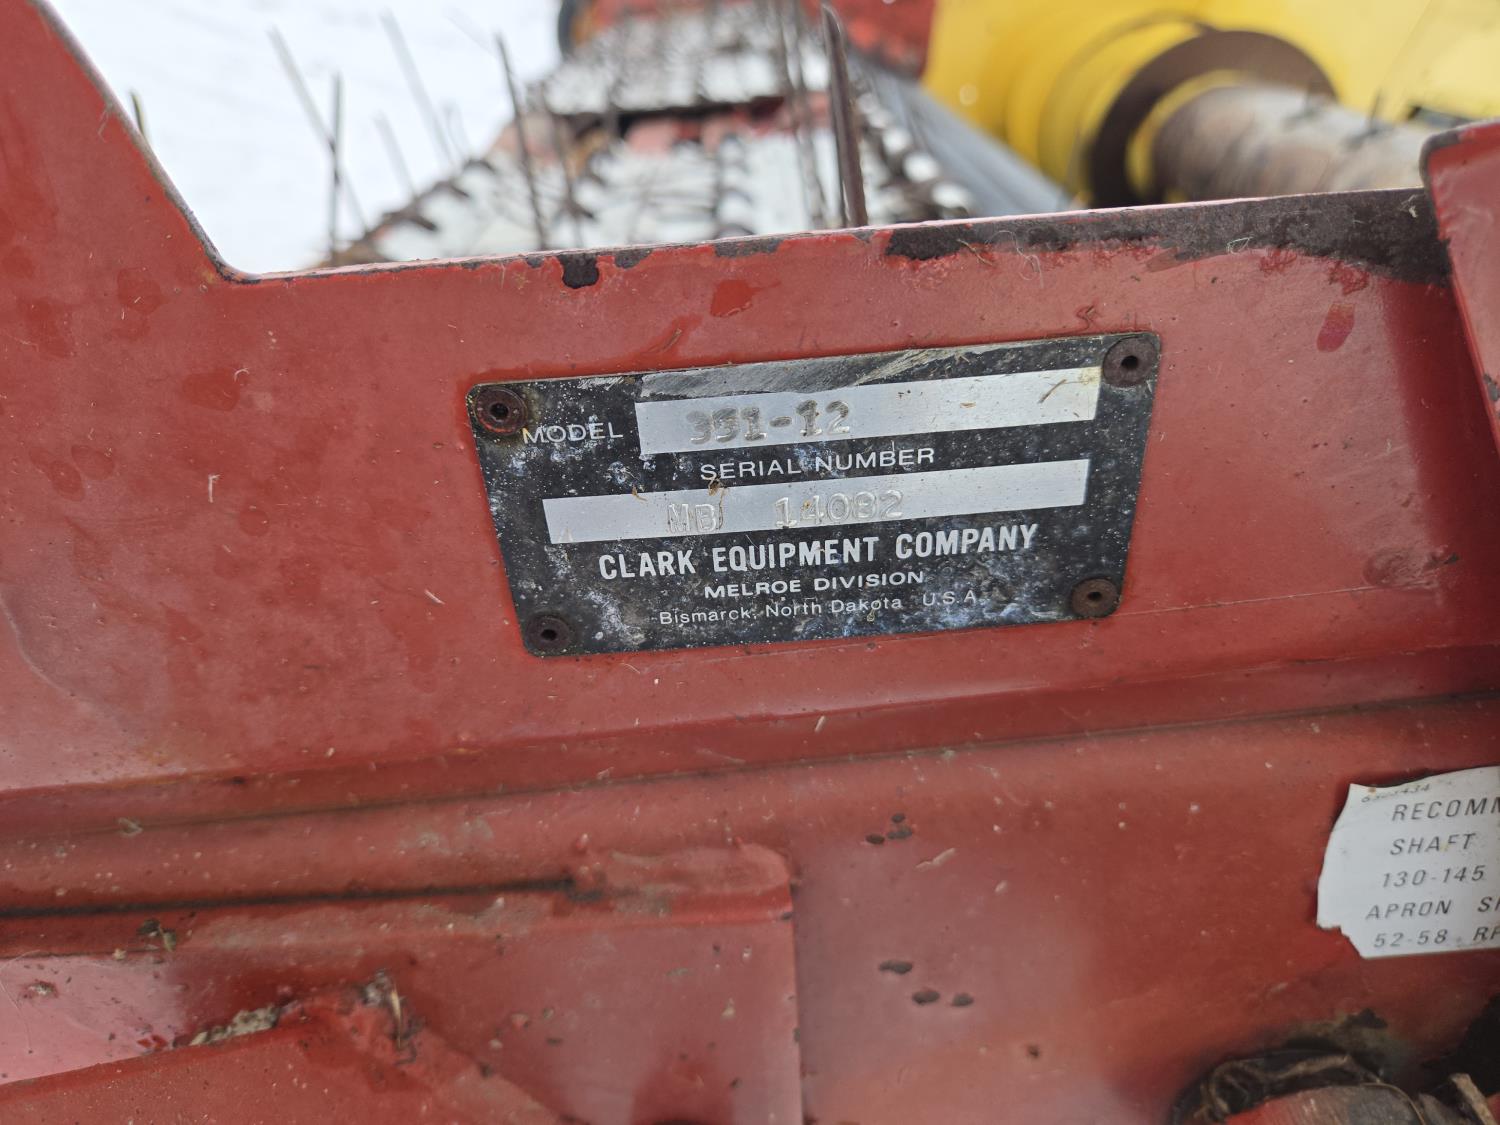 MODEL 351-12
SERIAL NUMBER
MB 14082
CLARK EQUIPMENT COMPANY
MELROE DIVISION
Bismarck, North Dakota U.S.A.
SHAFT
130-145
APRON
52-58